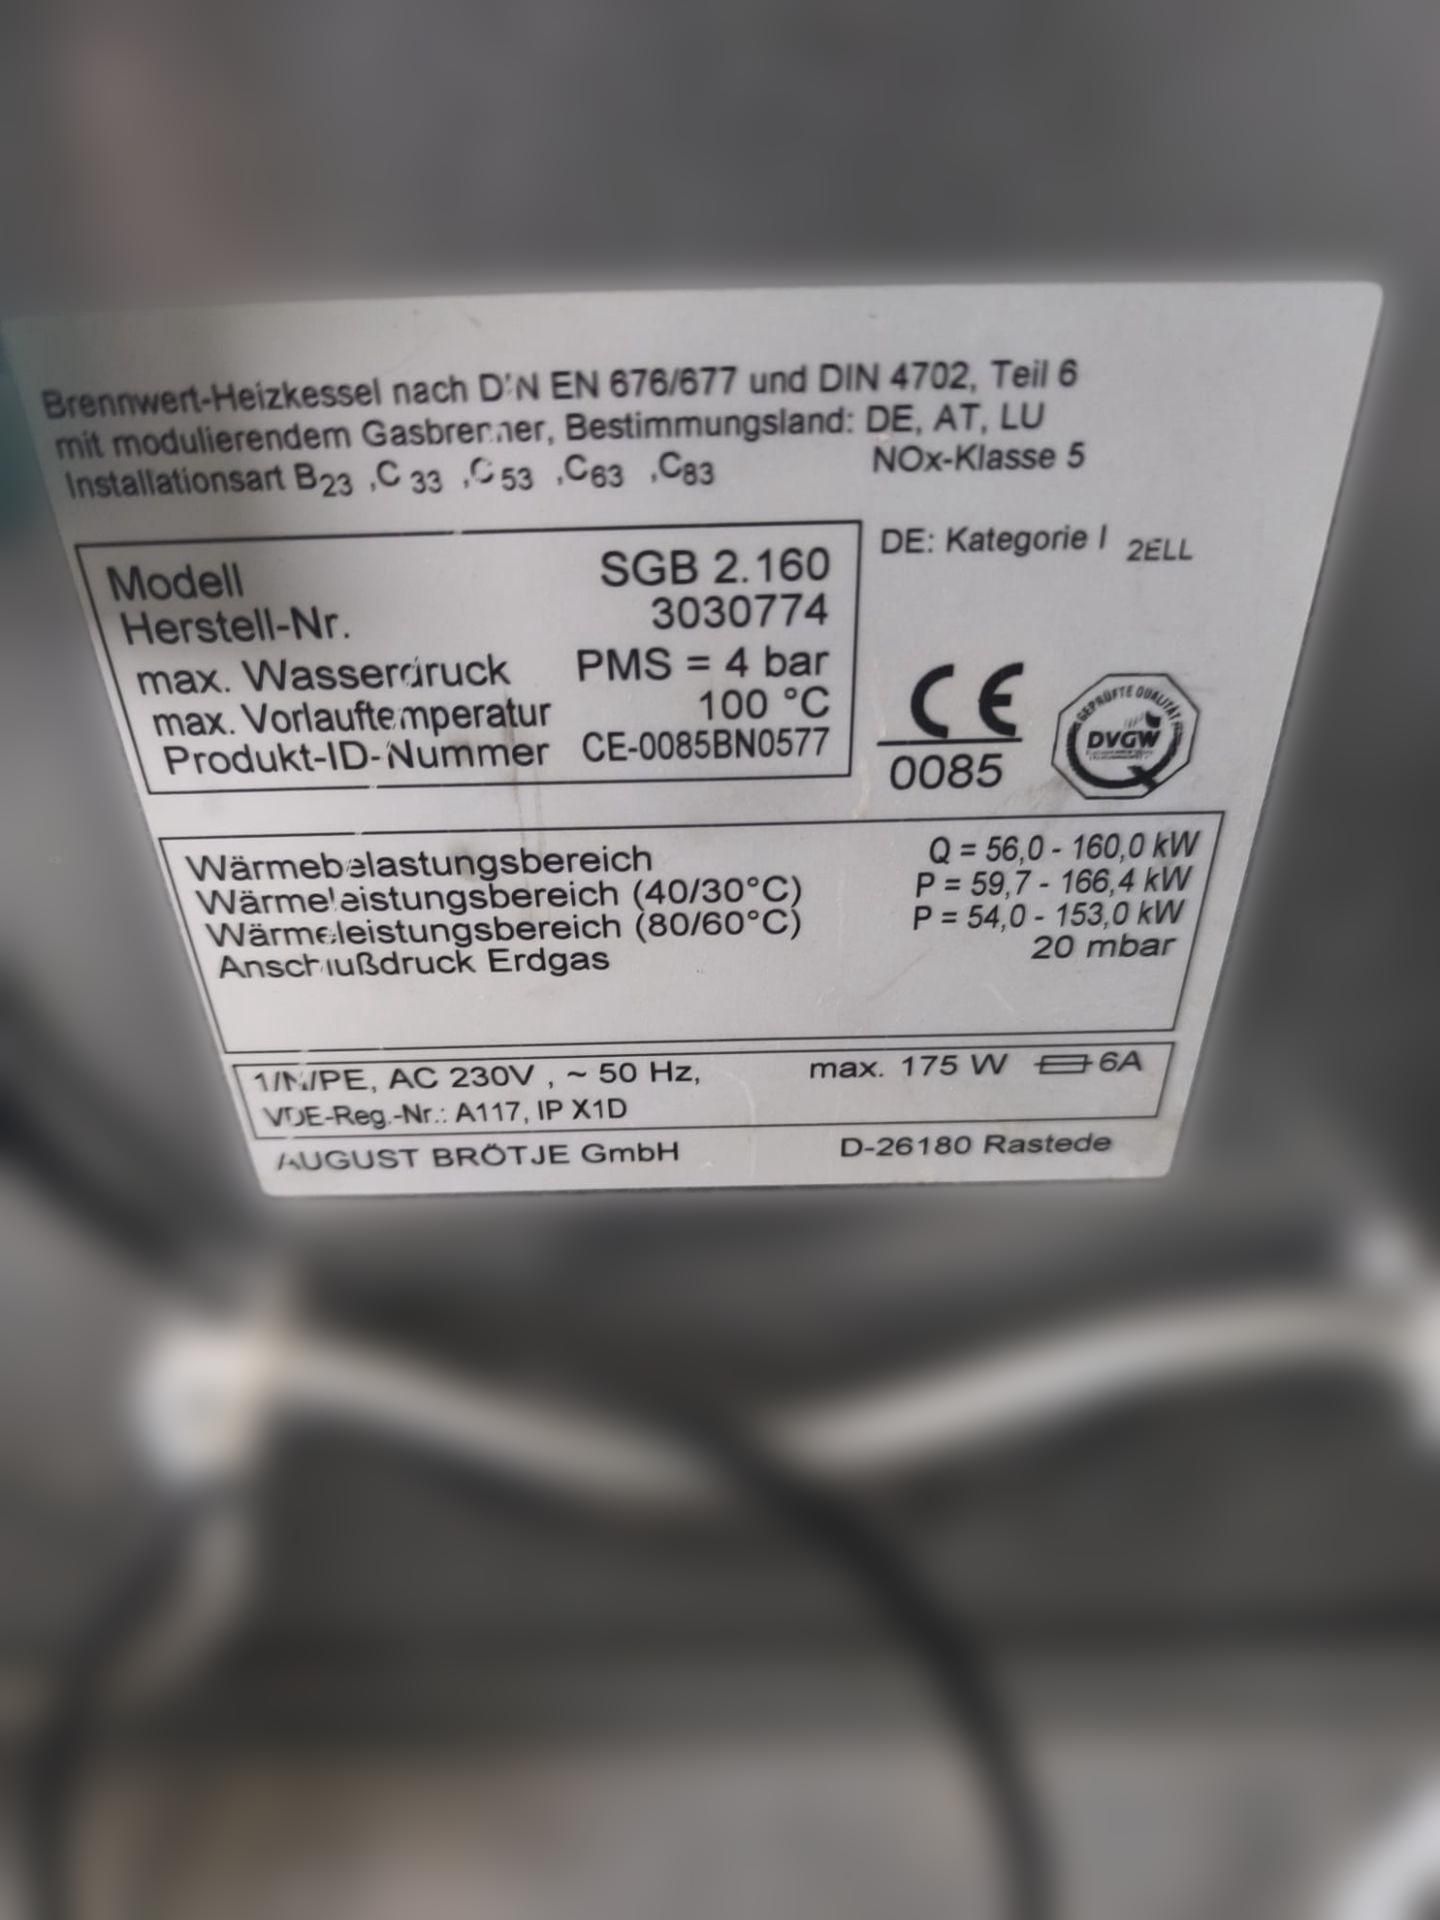 Brennwert-Heizkessel nach DIN EN 676/677 und DIN 4702, Teil 6
mit modulierendem Gasbrenner, Bestimmungsland: DE, AT, LU
Installationsart B23 ,C 33 ,C 53 ,C63 ,C83 NOx-Klasse 5
DE: Kategorie I 2ELL
Modell SGB 2.160
Herstell-Nr. 3030774
max. Wasserdruck PMS = 4 bar
max. Vorlauftemperatur 100 °C
Produkt-ID-Nummer CE-0085BN0577
CE
0085
GEPRÜFTE QUALITÄT
DVGW
Wärmebelastungsbereich Q = 56,0 - 160,0 kW
Wärmeleistungsbereich (40/30°C) P = 59,7 - 166,4 kW
Wärmeleistungsbereich (80/60°C) P = 54,0 - 153,0 kW
Anschlußdruck Erdgas 20 mbar
1/N/PE, AC 230V , ~ 50 Hz, max. 175 W 6A
VDE-Reg.-Nr.: A117, IP X1D
AUGUST BRÖTJE GmbH D-26180 Rastede